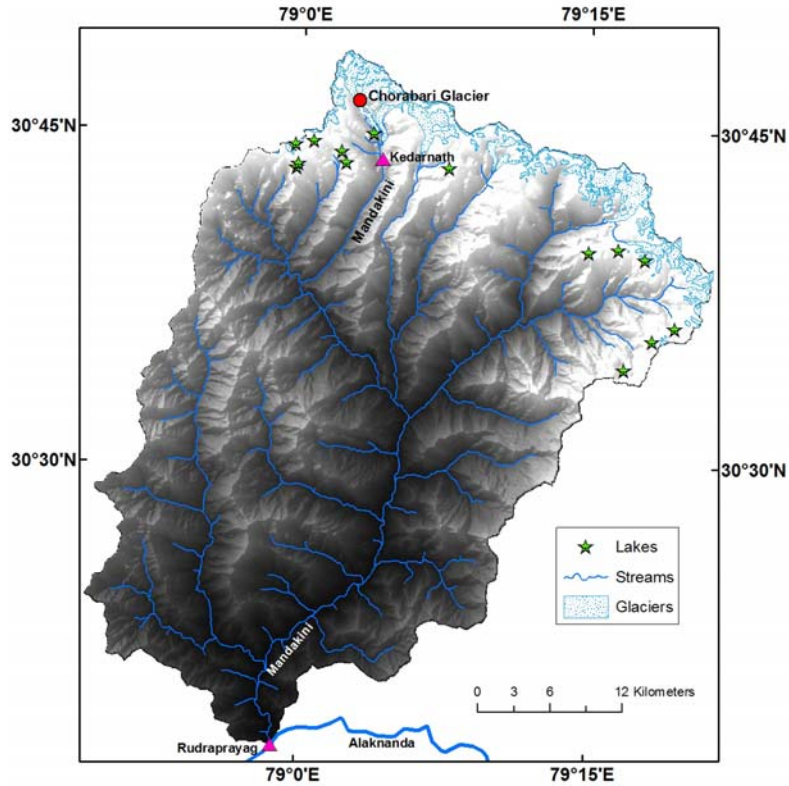 79°0'E
79°15'E
Chorabari Glacier
30°45'N
30°45'N
Kedarnath
Mandakini
30°30'N
30°30'N
Lakes
Streams
Glaciers
Mandakini
0 3 6 12 Kilometers
Rudraprayag
Alaknanda
79°0'E
79°15'E